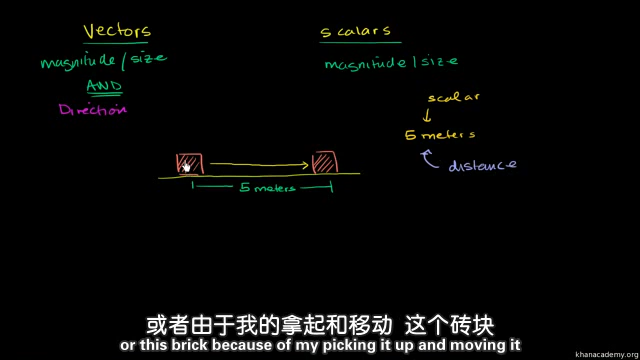 Vectors
magnitude/size
AND
Direction
scalars
magnitude/size
scalar
5 meters
distance
5 meters
或者由于我的拿起和移动 这个砖块
or this brick because of my picking it up and moving it
khanacademy.org